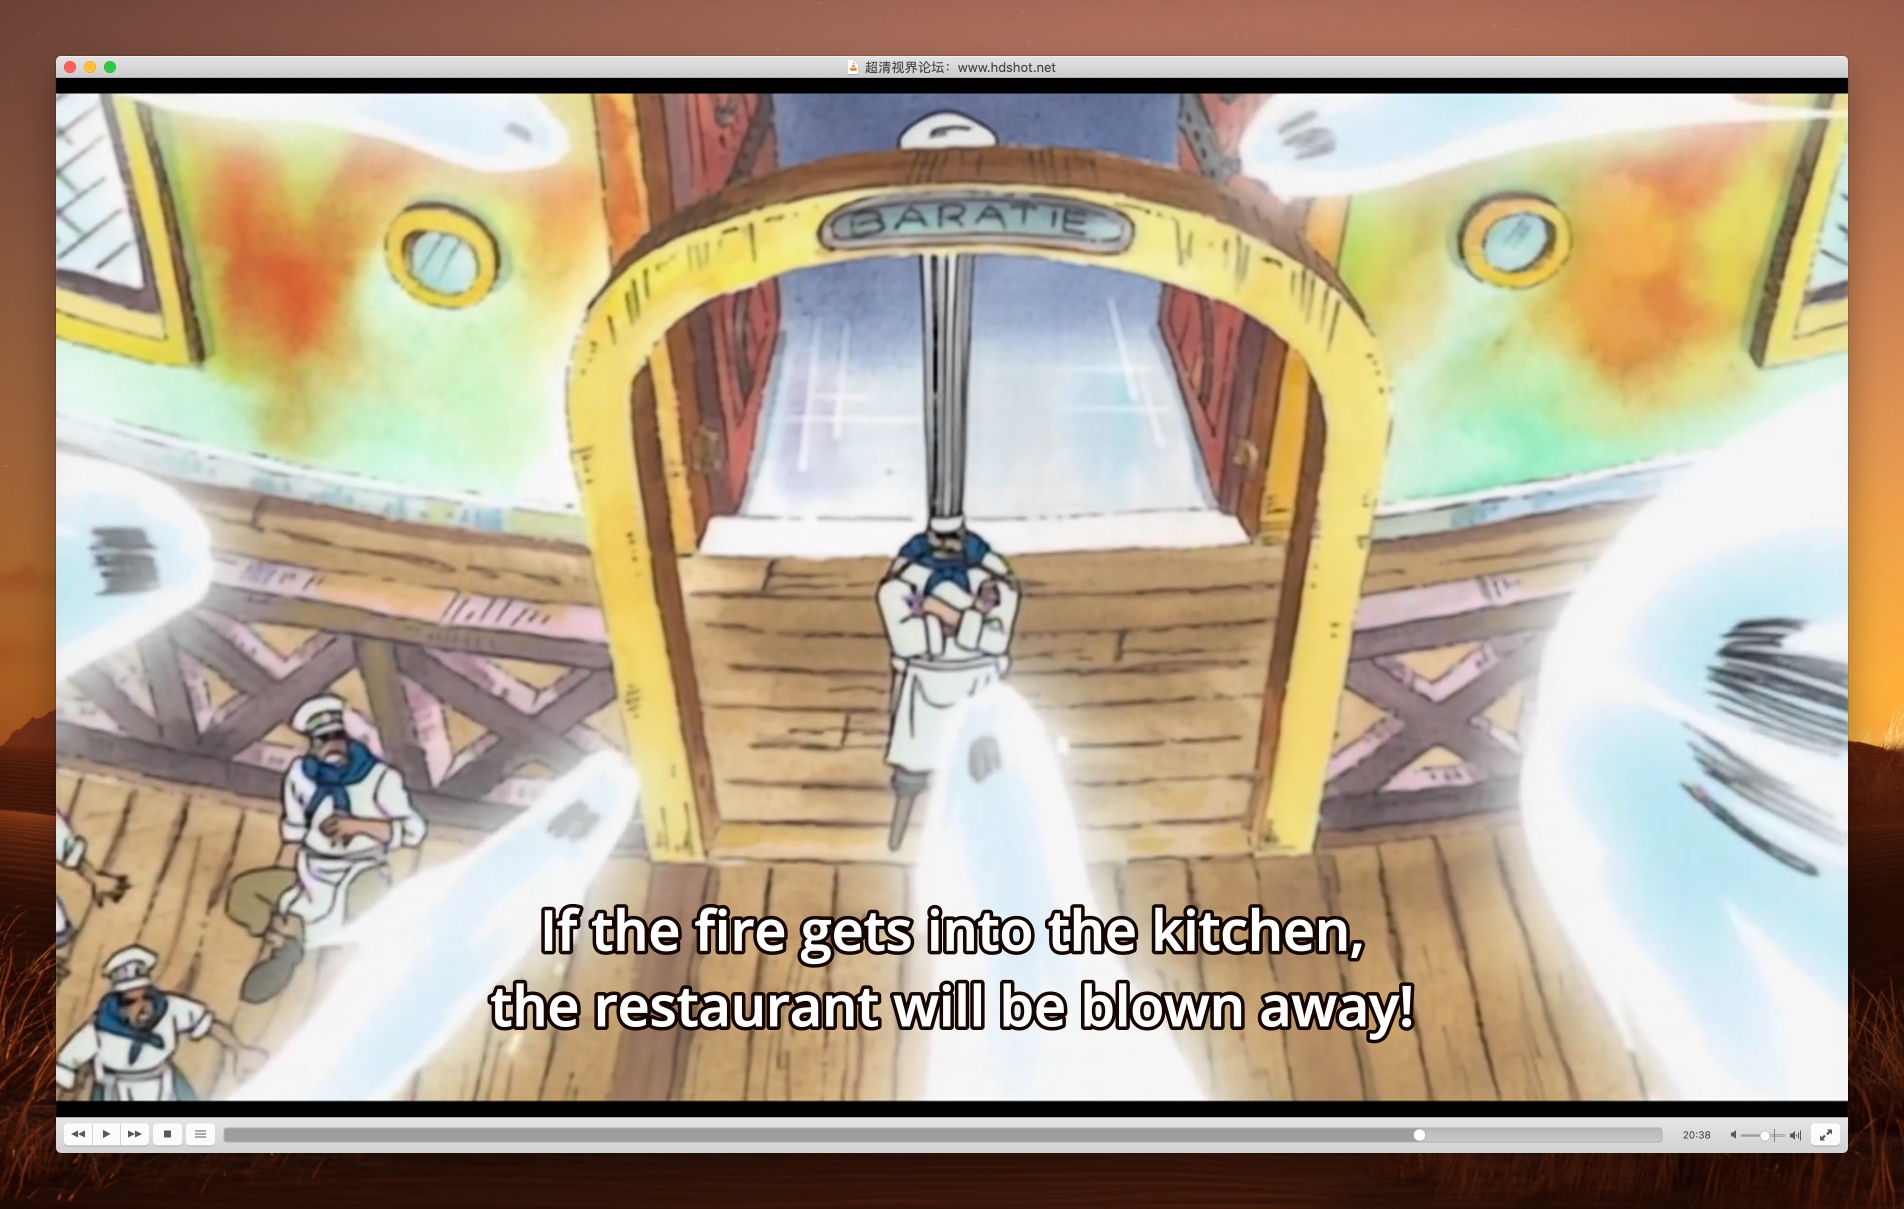 超清视界论坛：www.hdshot.net
BARATIE
If the fire gets into the kitchen,
the restaurant will be blown away!
20:38